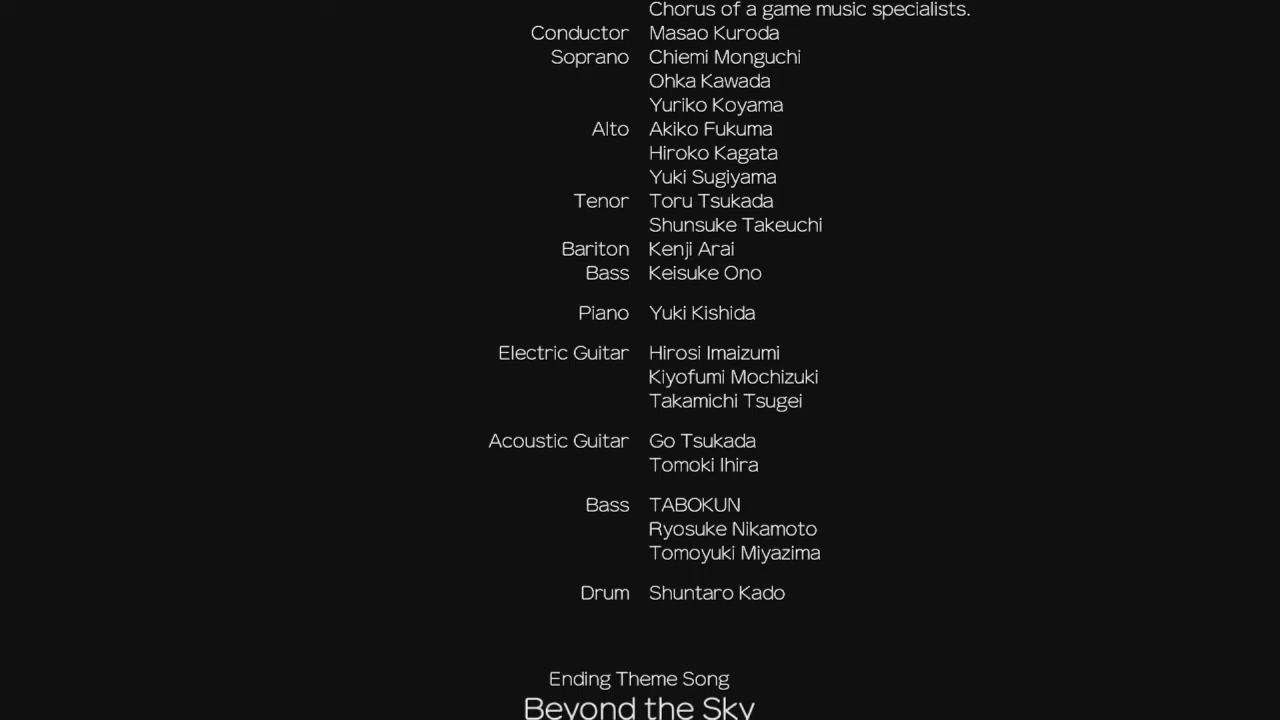 Chorus of a game music specialists.
Conductor Masao Kuroda
Soprano Chiemi Monguchi
Ohka Kawada
Yuriko Koyama
Alto Akiko Fukuma
Hiroko Kagata
Yuki Sugiyama
Tenor Toru Tsukada
Shunsuke Takeuchi
Bariton Kenji Arai
Bass Keisuke Ono
Piano Yuki Kishida
Electric Guitar Hirosi Imaizumi
Kiyofumi Mochizuki
Takamichi Tsugei
Acoustic Guitar Go Tsukada
Tomoki Ihira
Bass TABOKUN
Ryosuke Nikamoto
Tomoyuki Miyazima
Drum Shuntaro Kado
Ending Theme Song
Beyond the Sky